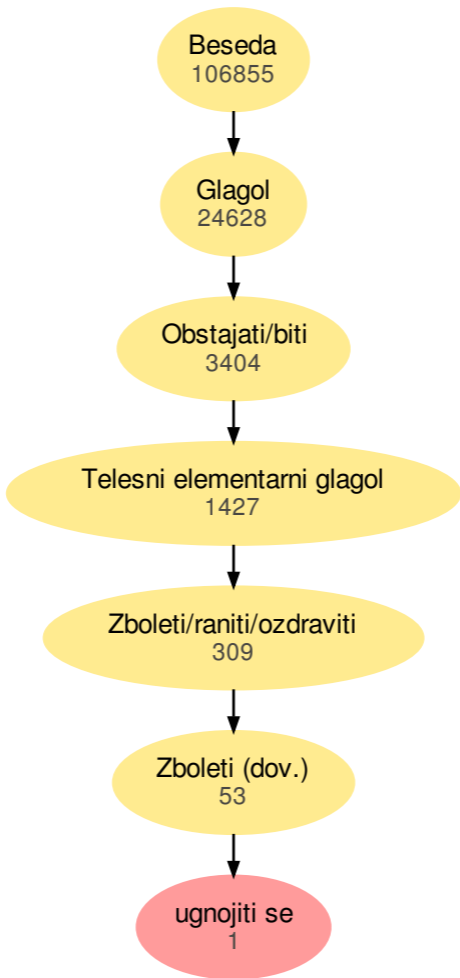 Beseda
106855
Glagol
24628
Obstajati/biti
3404
Telesni elementarni glagol
1427
Zboleti/raniti/ozdraviti
309
Zboleti (dov.)
53
ugnojiti se
1